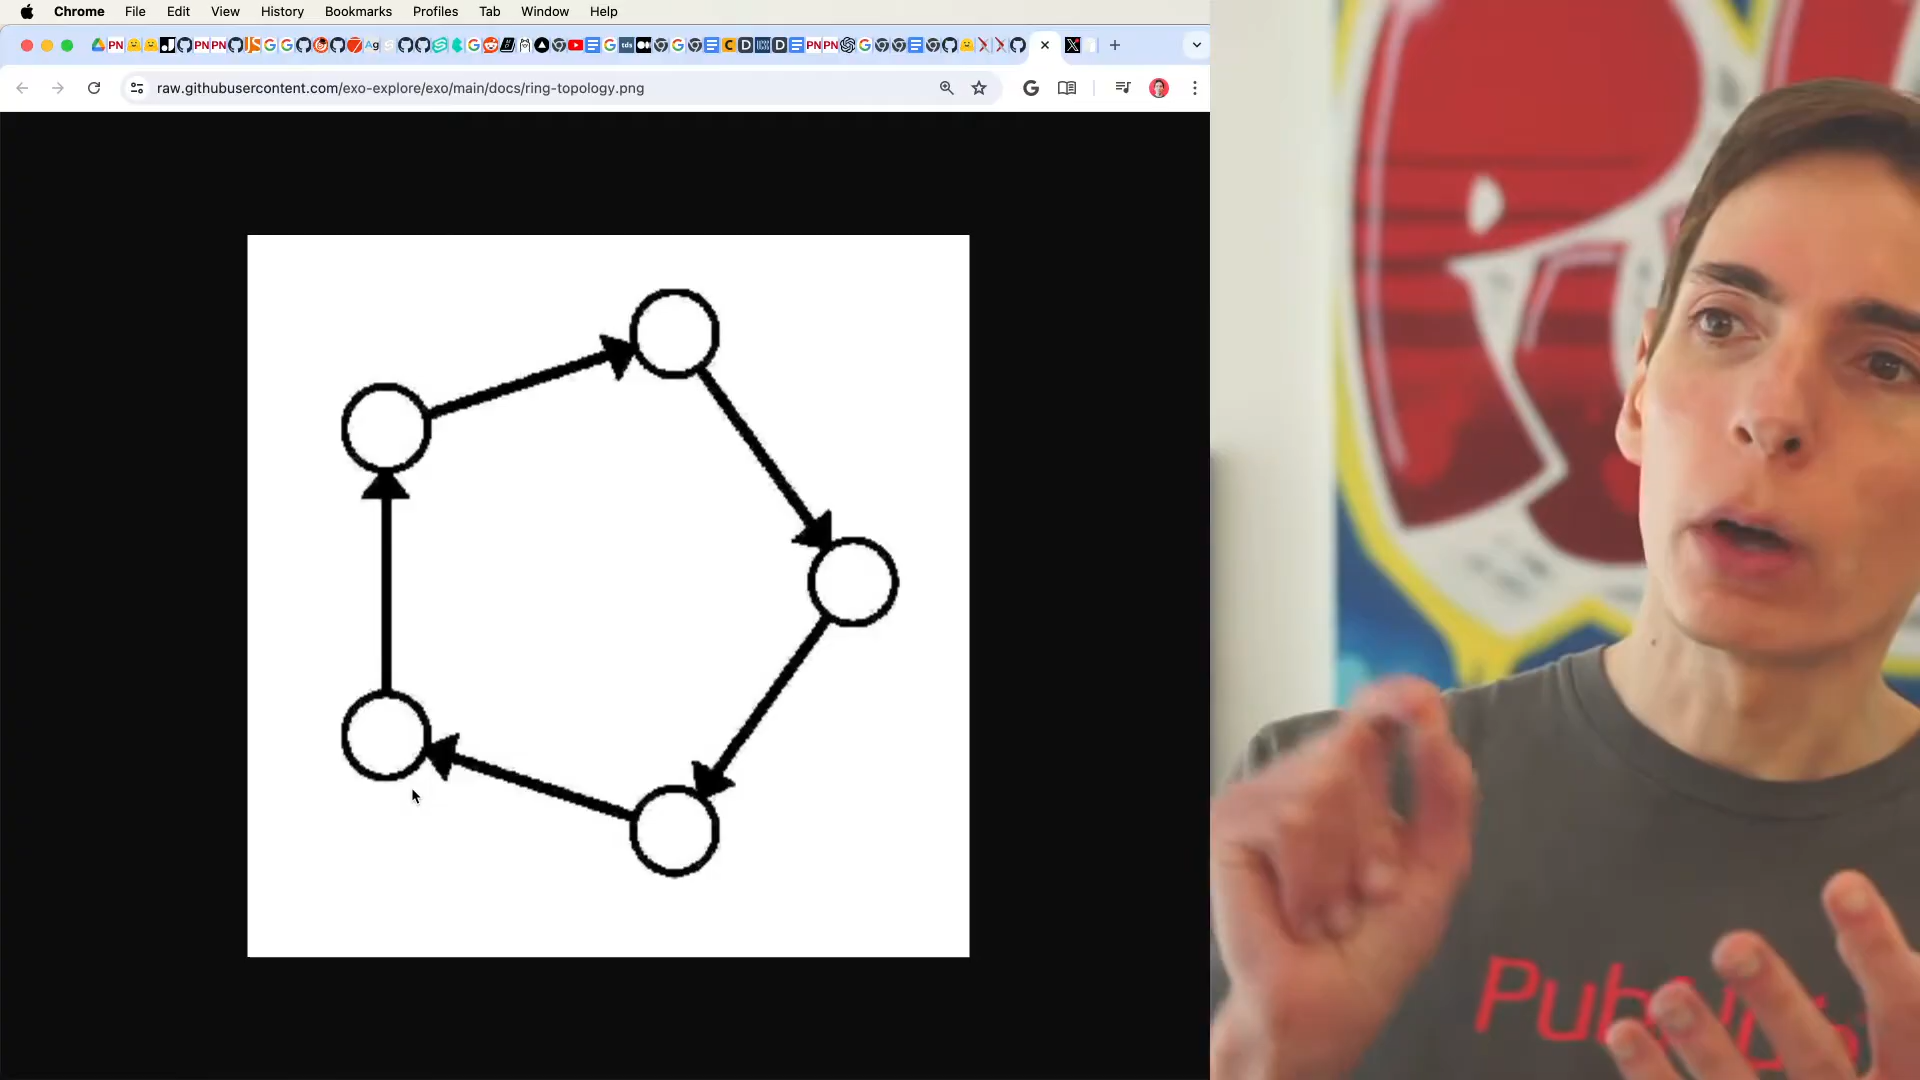 Chrome File Edit View History Bookmarks Profiles Tab Window Help
raw.githubusercontent.com/exo-explore/exo/main/docs/ring-topology.png
PubNub